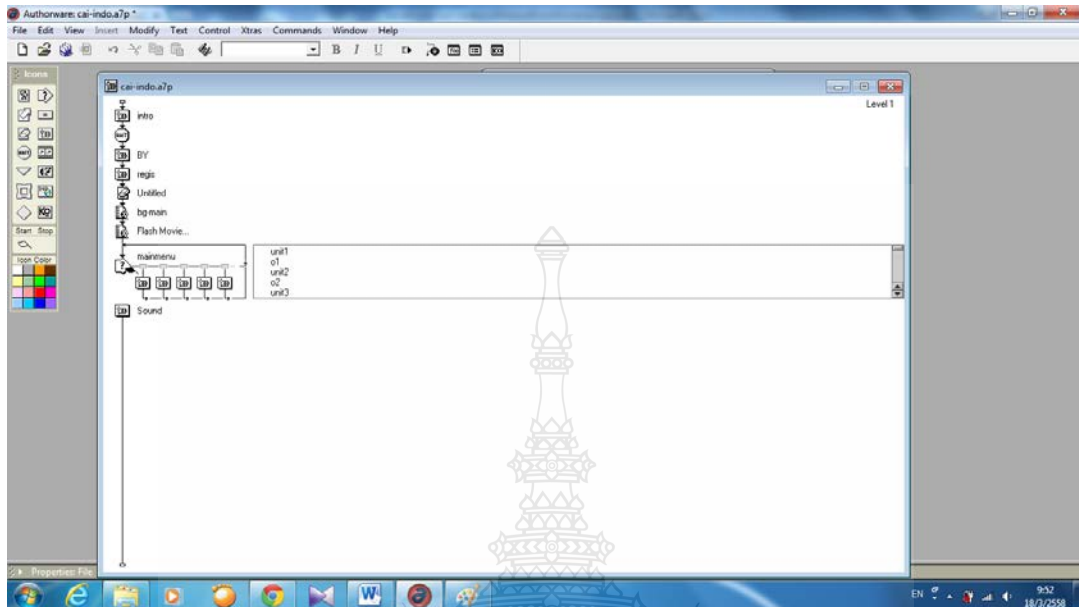 Authorware: cai-indo.a7p *
File Edit View Insert Modify Text Control Xtras Commands Window Help
B I U
Icons
cai-indo.a7p
Level 1
intro
WAIT
BY
regis
Untitled
bg-main
Flash Movie...
mainmenu
unit1
o1
unit2
o2
unit3
Sound
Start Stop
Icon Color
Properties: File
EN
9:52
18/3/2558